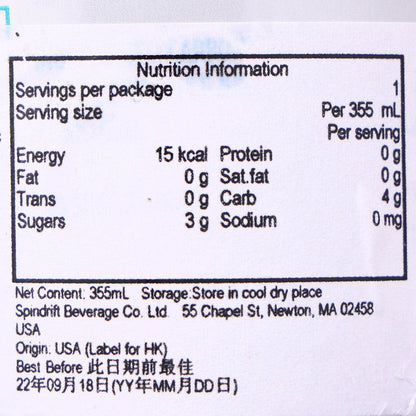 Nutrition Information
Servings per package 1
Serving size Per 355 mL
Per serving
Energy 15 kcal Protein 0 g
Fat 0 g Sat.fat 0 g
Trans 0 g Carb 4 g
Sugars 3 g Sodium 0 mg
Net Content: 355mL Storage:Store in cool dry place
Spindrift Beverage Co. Ltd. 55 Chapel St, Newton, MA 02458
USA
Origin: USA (Label for HK)
Best Before 此日期前最佳
22年09月18日(YY年MM月DD日)